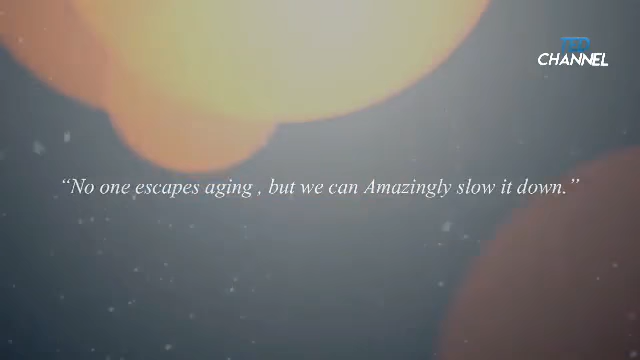 CHANNEL
“No one escapes aging , but we can Amazingly slow it down.”